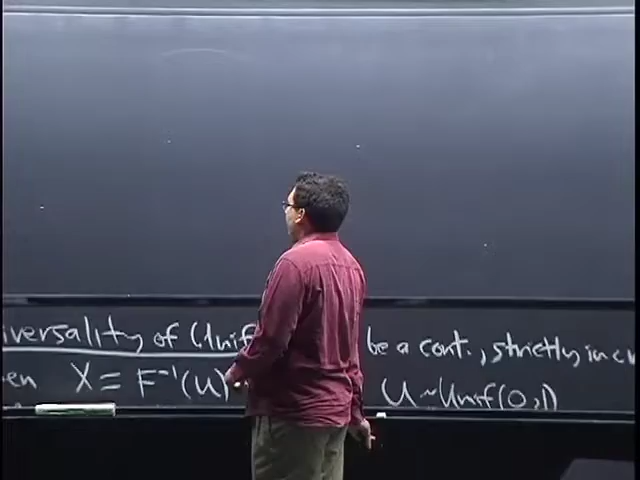 iversality of Unif be a cont., strictly incr
en X = F⁻¹(U) U ~ Unif(0,1)